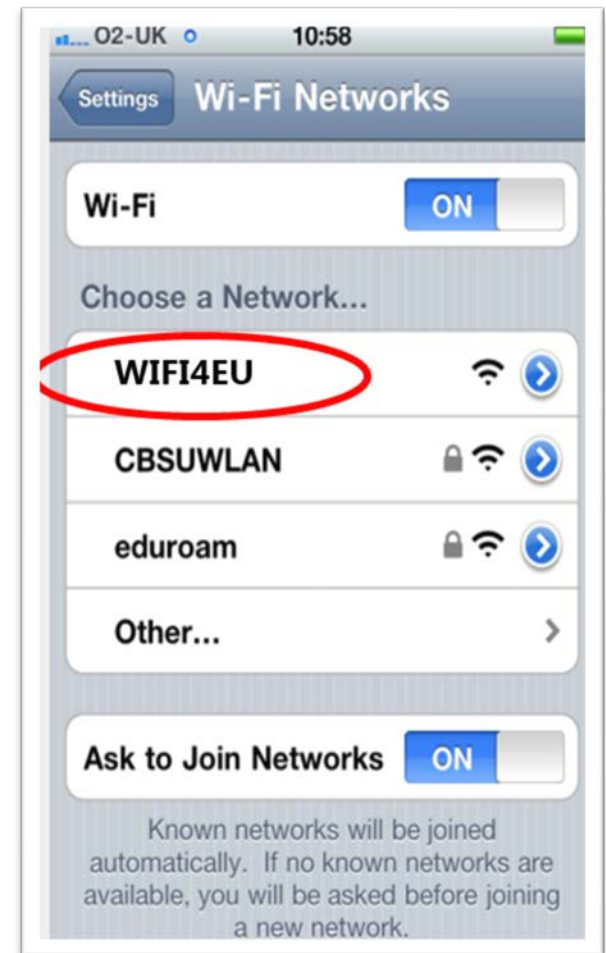 O2-UK 10:58
Settings Wi-Fi Networks
Wi-Fi ON
Choose a Network...
WIFI4EU
CBSUWLAN
eduroam
Other...
Ask to Join Networks ON
Known networks will be joined
automatically. If no known networks are
available, you will be asked before joining
a new network.